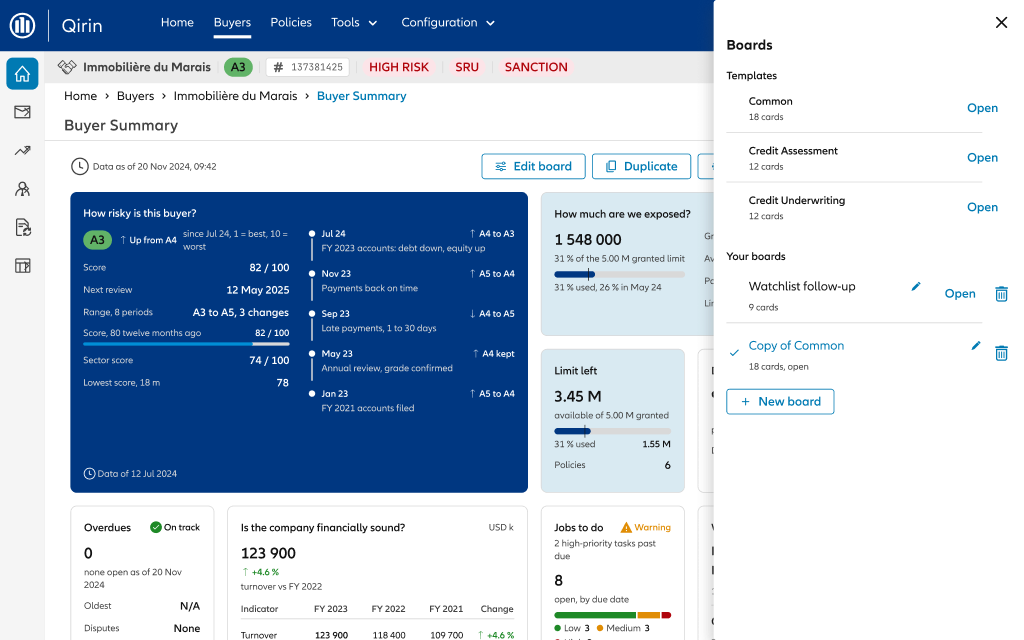 Qirin
Home Buyers Policies Tools Configuration
Immobilière du Marais A3 # 137381425 HIGH RISK SRU SANCTION
Home > Buyers > Immobilière du Marais > Buyer Summary
Buyer Summary
Data as of 20 Nov 2024, 09:42
Edit board
Duplicate
How risky is this buyer?
A3 ↑ Up from A4 since Jul 24, 1 = best, 10 =
worst
Score 82 / 100
Next review 12 May 2025
Range, 8 periods A3 to A5, 3 changes
Score, 80 twelve months ago 82 / 100
Sector score 74 / 100
Lowest score, 18 m 78
Jul 24 ↑ A4 to A3
FY 2023 accounts: debt down, equity up
Nov 23 ↑ A5 to A4
Payments back on time
Sep 23 ↓ A4 to A5
Late payments, 1 to 30 days
May 23 ↑ A4 kept
Annual review, grade confirmed
Jan 23 ↑ A5 to A4
FY 2021 accounts filed
Data of 12 Jul 2024
How much are we exposed?
1 548 000
31 % of the 5.00 M granted limit
31 % used, 26 % in May 24
Limit left
3.45 M
available of 5.00 M granted
31 % used 1.55 M
Policies 6
Overdues On track
0
none open as of 20 Nov
2024
Oldest N/A
Disputes None
Is the company financially sound? USD k
123 900
↑ +4.6 %
turnover vs FY 2022
Indicator FY 2023 FY 2022 FY 2021 Change
Turnover 123 900 118 400 109 700 ↑ +4.6 %
Jobs to do Warning
2 high-priority tasks past
due
8
open, by due date
Low 3 Medium 3
Boards
Templates
Common
18 cards
Open
Credit Assessment
12 cards
Open
Credit Underwriting
12 cards
Open
Your boards
Watchlist follow-up
9 cards
Open
Copy of Common
18 cards, open
+ New board